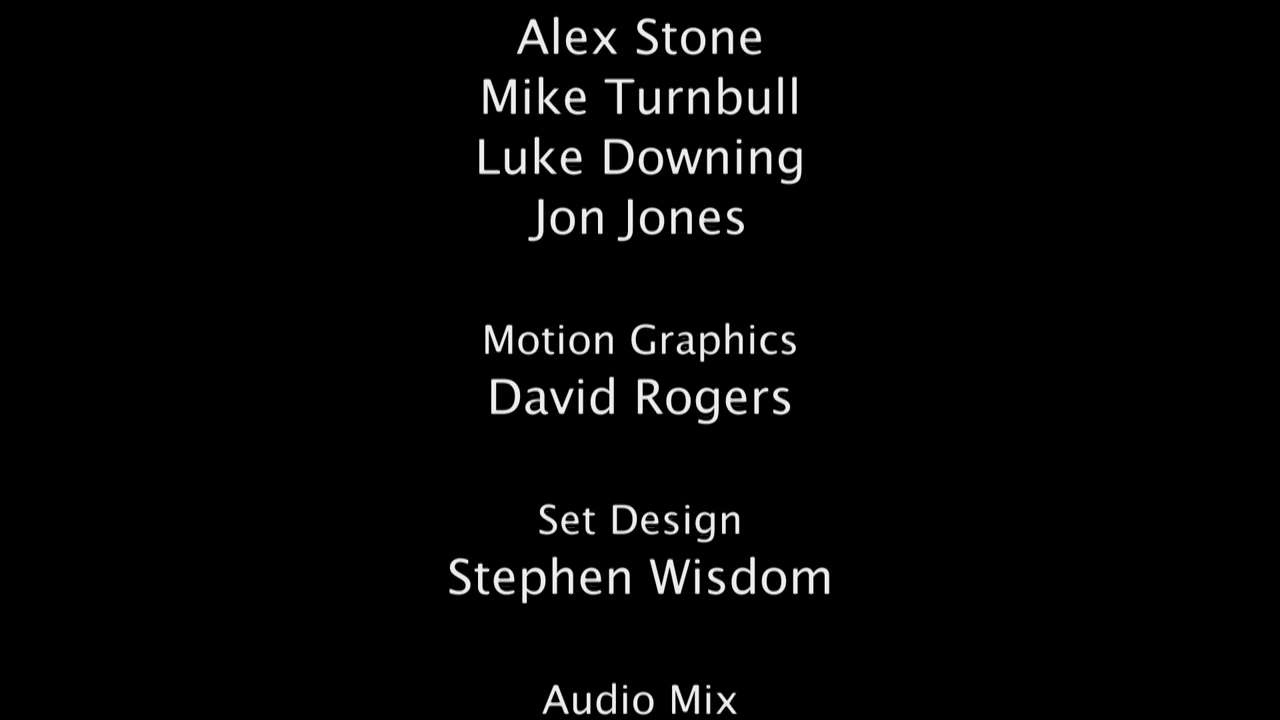 Alex Stone
Mike Turnbull
Luke Downing
Jon Jones
Motion Graphics
David Rogers
Set Design
Stephen Wisdom
Audio Mix